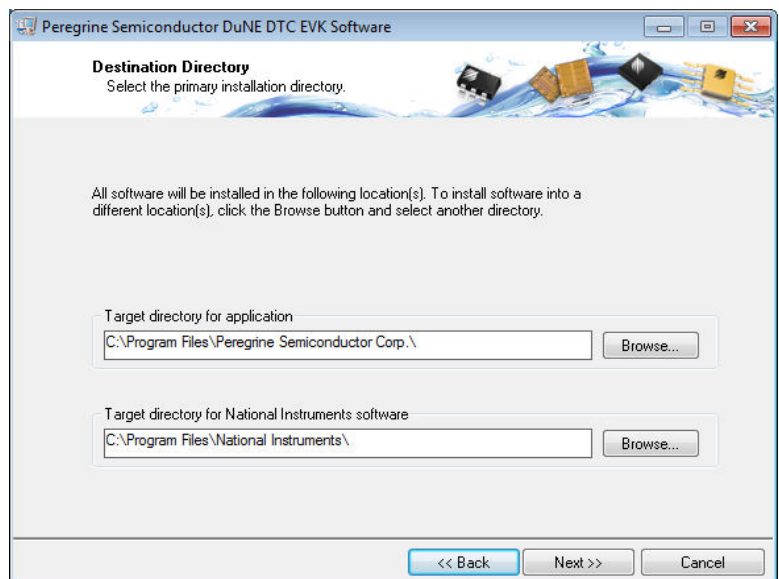 Peregrine Semiconductor DuNE DTC EVK Software
Destination Directory
Select the primary installation directory.
All software will be installed in the following location(s). To install software into a
different location(s), click the Browse button and select another directory.
Target directory for application
C:\Program Files\Peregrine Semiconductor Corp.\
Browse...
Target directory for National Instruments software
C:\Program Files\National Instruments\
Browse...
<< Back
Next >>
Cancel